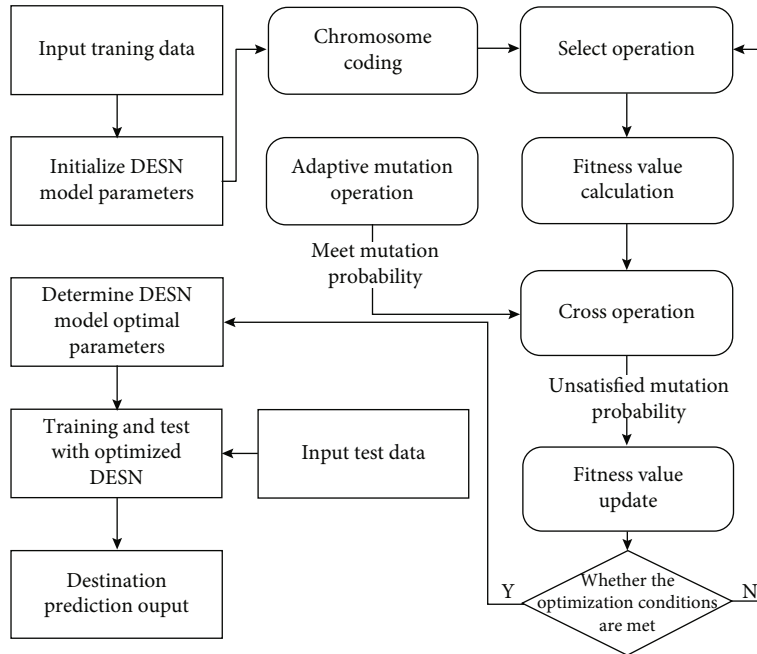 Input traning data
Initialize DESN
model parameters
Chromosome
coding
Select operation
Adaptive mutation
operation
Fitness value
calculation
Meet mutation
probability
Cross operation
Unsatisfied mutation
probability
Fitness value
update
Whether the
optimization conditions
are met
Y
N
Determine DESN
model optimal
parameters
Training and test
with optimized
DESN
Input test data
Destination
prediction ouput